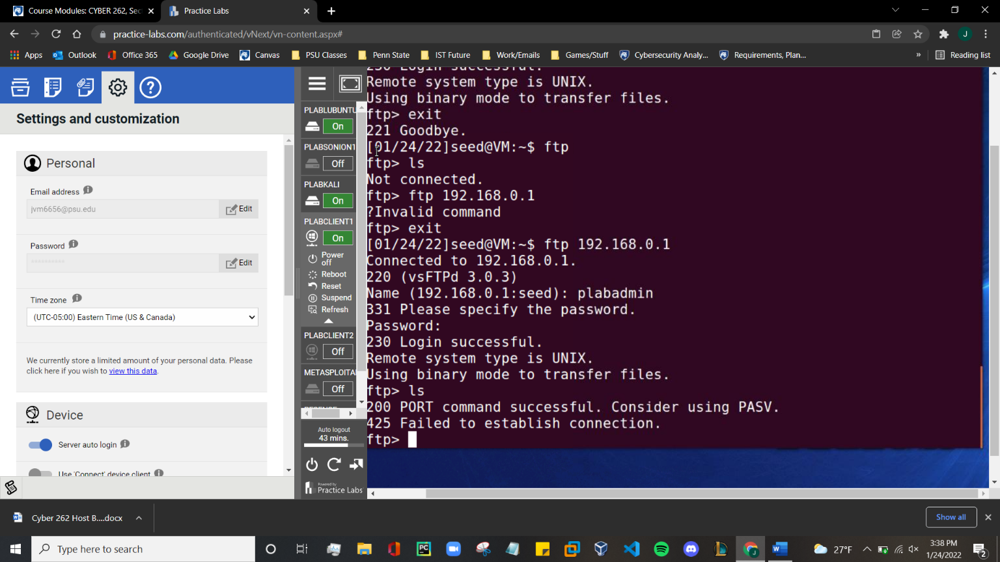 Course Modules: CYBER 262, Sec
Practice Labs
practice-labs.com/authenticated/vNext/vn-content.aspx#
J
Apps
Outlook
Office 365
Google Drive
Canvas
PSU Classes
Penn State
IST Future
Work/Emails
Games/Stuff
Cybersecurity Analy...
Requirements, Plan...
»
Reading list
Settings and customization
Personal
Email address
jvm6656@psu.edu
Edit
Password
**********
Edit
Time zone
(UTC-05:00) Eastern Time (US & Canada)
We currently store a limited amount of your personal data. Please
click here if you wish to view this data.
Device
Server auto login
Use 'Connect' device client
PLABLUBUNTU
On
PLABSONION1
Off
PLABKALI
On
PLABCLIENT1
On
Power
off
Reboot
Reset
Suspend
Refresh
PLABCLIENT2
Off
METASPLOITA
Off
Auto logout
43 mins.
Powered by
Practice Labs
230 Login successful.
Remote system type is UNIX.
Using binary mode to transfer files.
ftp> exit
221 Goodbye.
[01/24/22]seed@VM:~$ ftp
ftp> ls
Not connected.
ftp> ftp 192.168.0.1
?Invalid command
ftp> exit
[01/24/22]seed@VM:~$ ftp 192.168.0.1
Connected to 192.168.0.1.
220 (vsFTPd 3.0.3)
Name (192.168.0.1:seed): plabadmin
331 Please specify the password.
Password:
230 Login successful.
Remote system type is UNIX.
Using binary mode to transfer files.
ftp> ls
200 PORT command successful. Consider using PASV.
425 Failed to establish connection.
ftp>
Cyber 262 Host B....docx
Show all
Type here to search
27°F
3:38 PM
1/24/2022
2